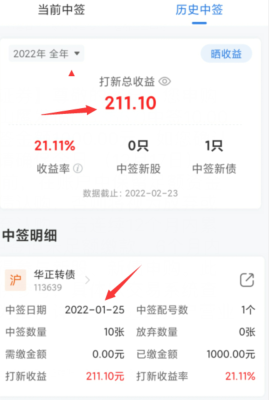 当前中签 历史中签
2022年 全年 晒收益
打新总收益
211.10
21.11% 0只 1只
收益率 中签新股 中签新债
数据截止：2022-02-23
中签明细
沪 华正转债
113639
中签日期 2022-01-25 中签配号数 1个
中签数量 10张 放弃数量 0张
需缴金额 0.00元 已缴金额 1000.00元
打新收益 211.10元 打新收益率 21.11%